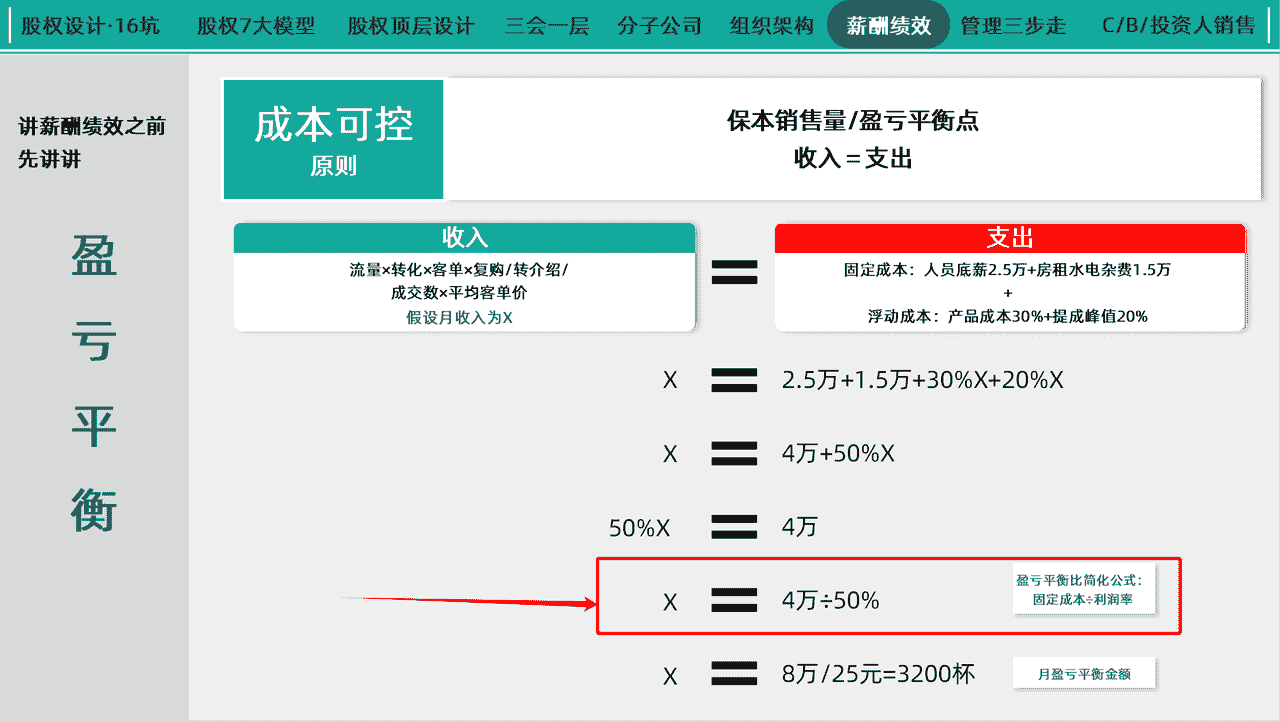 股权设计·16坑 股权7大模型 股权顶层设计 三会一层 分子公司 组织架构 薪酬绩效 管理三步走 C/B/投资人销售
讲薪酬绩效之前
先讲讲
盈
亏
平
衡
成本可控
原则
保本销售量/盈亏平衡点
收入=支出
收入
流量×转化×客单×复购/转介绍/
成交数×平均客单价
假设月收入为X
=
支出
固定成本：人员底薪2.5万+房租水电杂费1.5万
+
浮动成本：产品成本30%+提成峰值20%
X = 2.5万+1.5万+30%X+20%X
X = 4万+50%X
50%X = 4万
X = 4万÷50%
盈亏平衡比简化公式：
固定成本÷利润率
X = 8万/25元=3200杯
月盈亏平衡金额